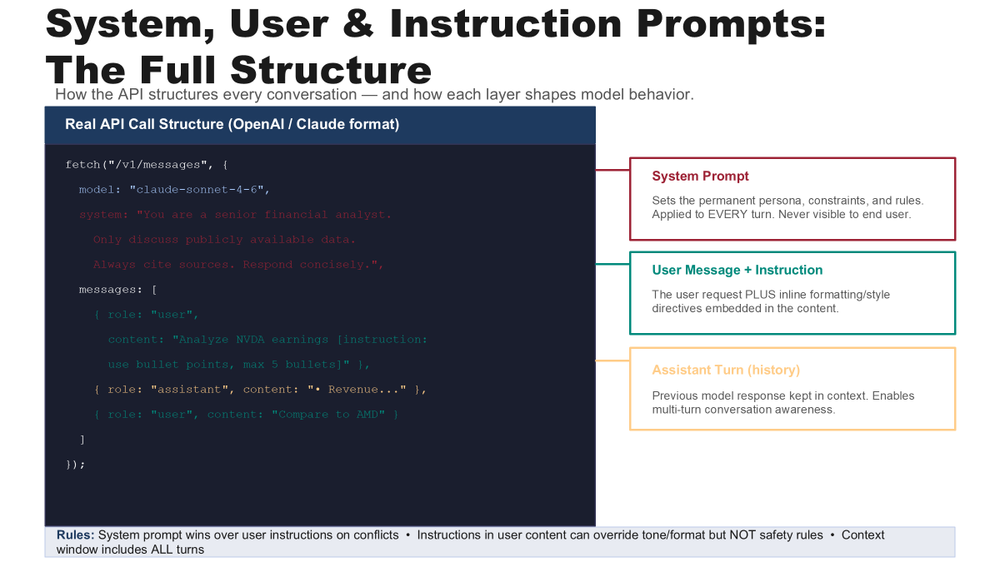 System, User & Instruction Prompts:
The Full Structure
How the API structures every conversation — and how each layer shapes model behavior.
Real API Call Structure (OpenAI / Claude format)
fetch("/v1/messages", {
model: "claude-sonnet-4-6",
system: "You are a senior financial analyst.
Only discuss publicly available data.
Always cite sources. Respond concisely.",
messages: [
{ role: "user",
content: "Analyze NVDA earnings [instruction:
use bullet points, max 5 bullets]" },
{ role: "assistant", content: "• Revenue..." },
{ role: "user", content: "Compare to AMD" }
]
});
System Prompt
Sets the permanent persona, constraints, and rules.
Applied to EVERY turn. Never visible to end user.
User Message + Instruction
The user request PLUS inline formatting/style
directives embedded in the content.
Assistant Turn (history)
Previous model response kept in context. Enables
multi-turn conversation awareness.
Rules: System prompt wins over user instructions on conflicts • Instructions in user content can override tone/format but NOT safety rules • Context
window includes ALL turns